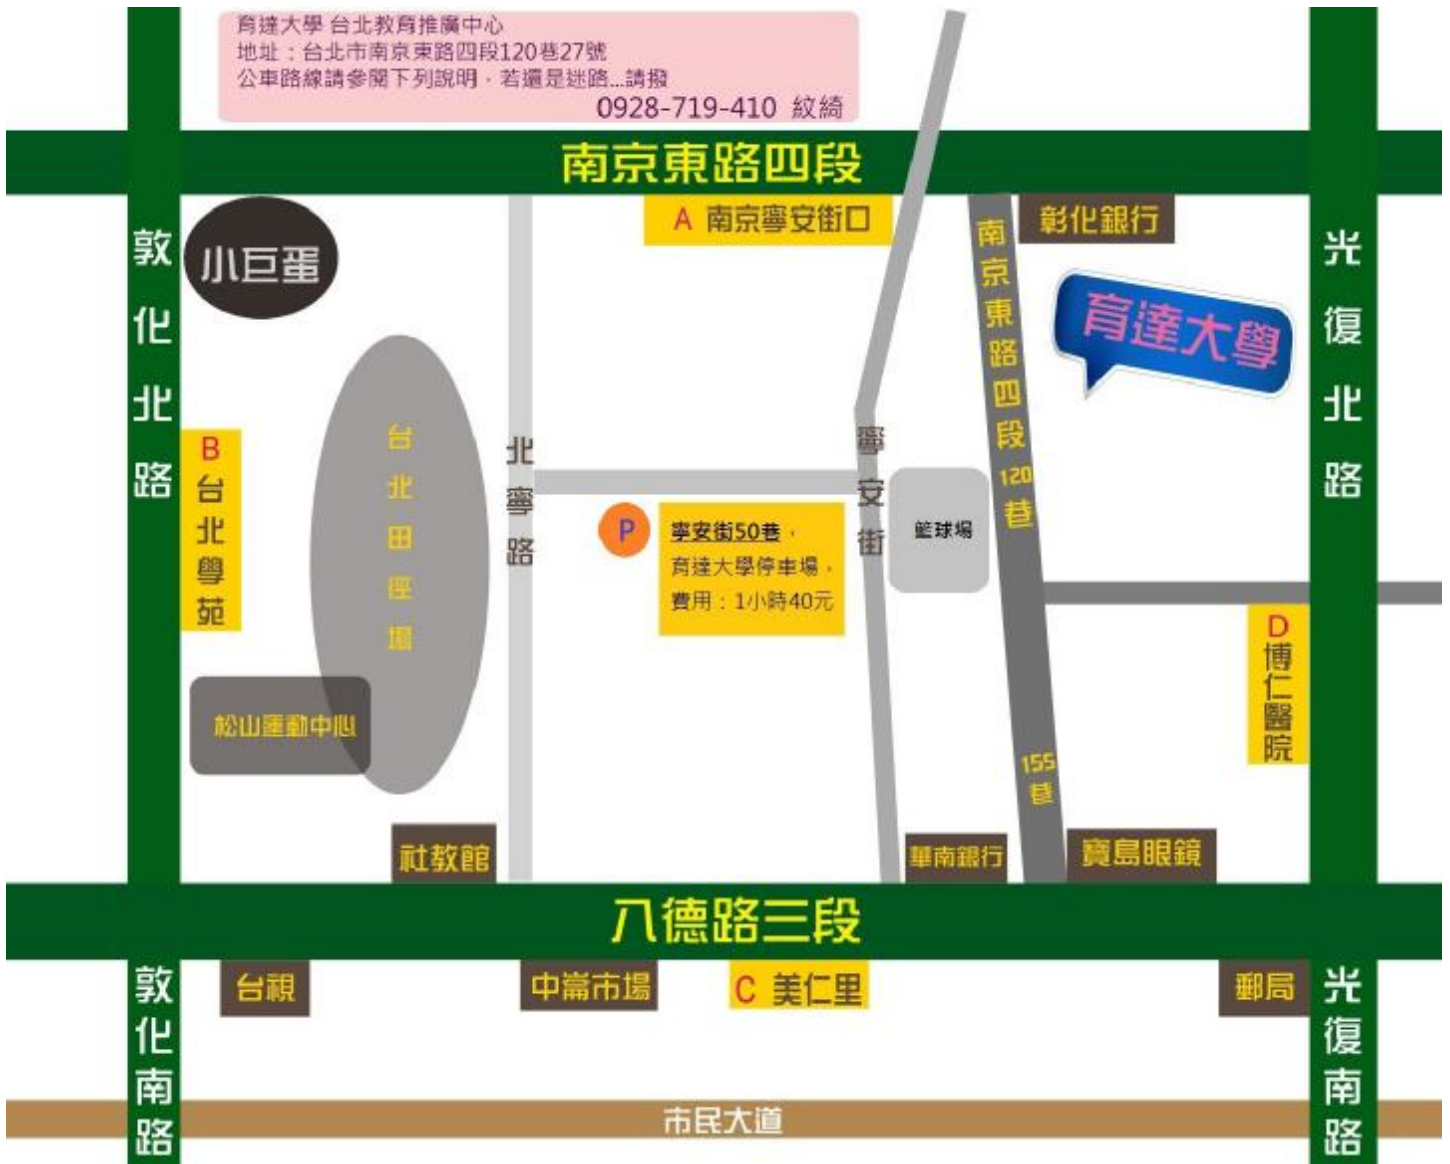 育達大學 台北教育推廣中心
地址：台北市南京東路四段120巷27號
公車路線請參閱下列說明，若還是迷路...請撥
0928-719-410 紋綺
南京東路四段
A 南京寧安街口
彰化銀行
小巨蛋
敦化北路
南京東路四段120巷
育達大學
光復北路
B 台北學苑
台北田徑場
北寧路
寧安街
P
寧安街50巷，
育達大學停車場，
費用：1小時40元
籃球場
D 博仁醫院
松山運動中心
155巷
社教館
華南銀行
寶島眼鏡
八德路三段
敦化南路
台視
中崙市場
C 美仁里
郵局
光復南路
市民大道